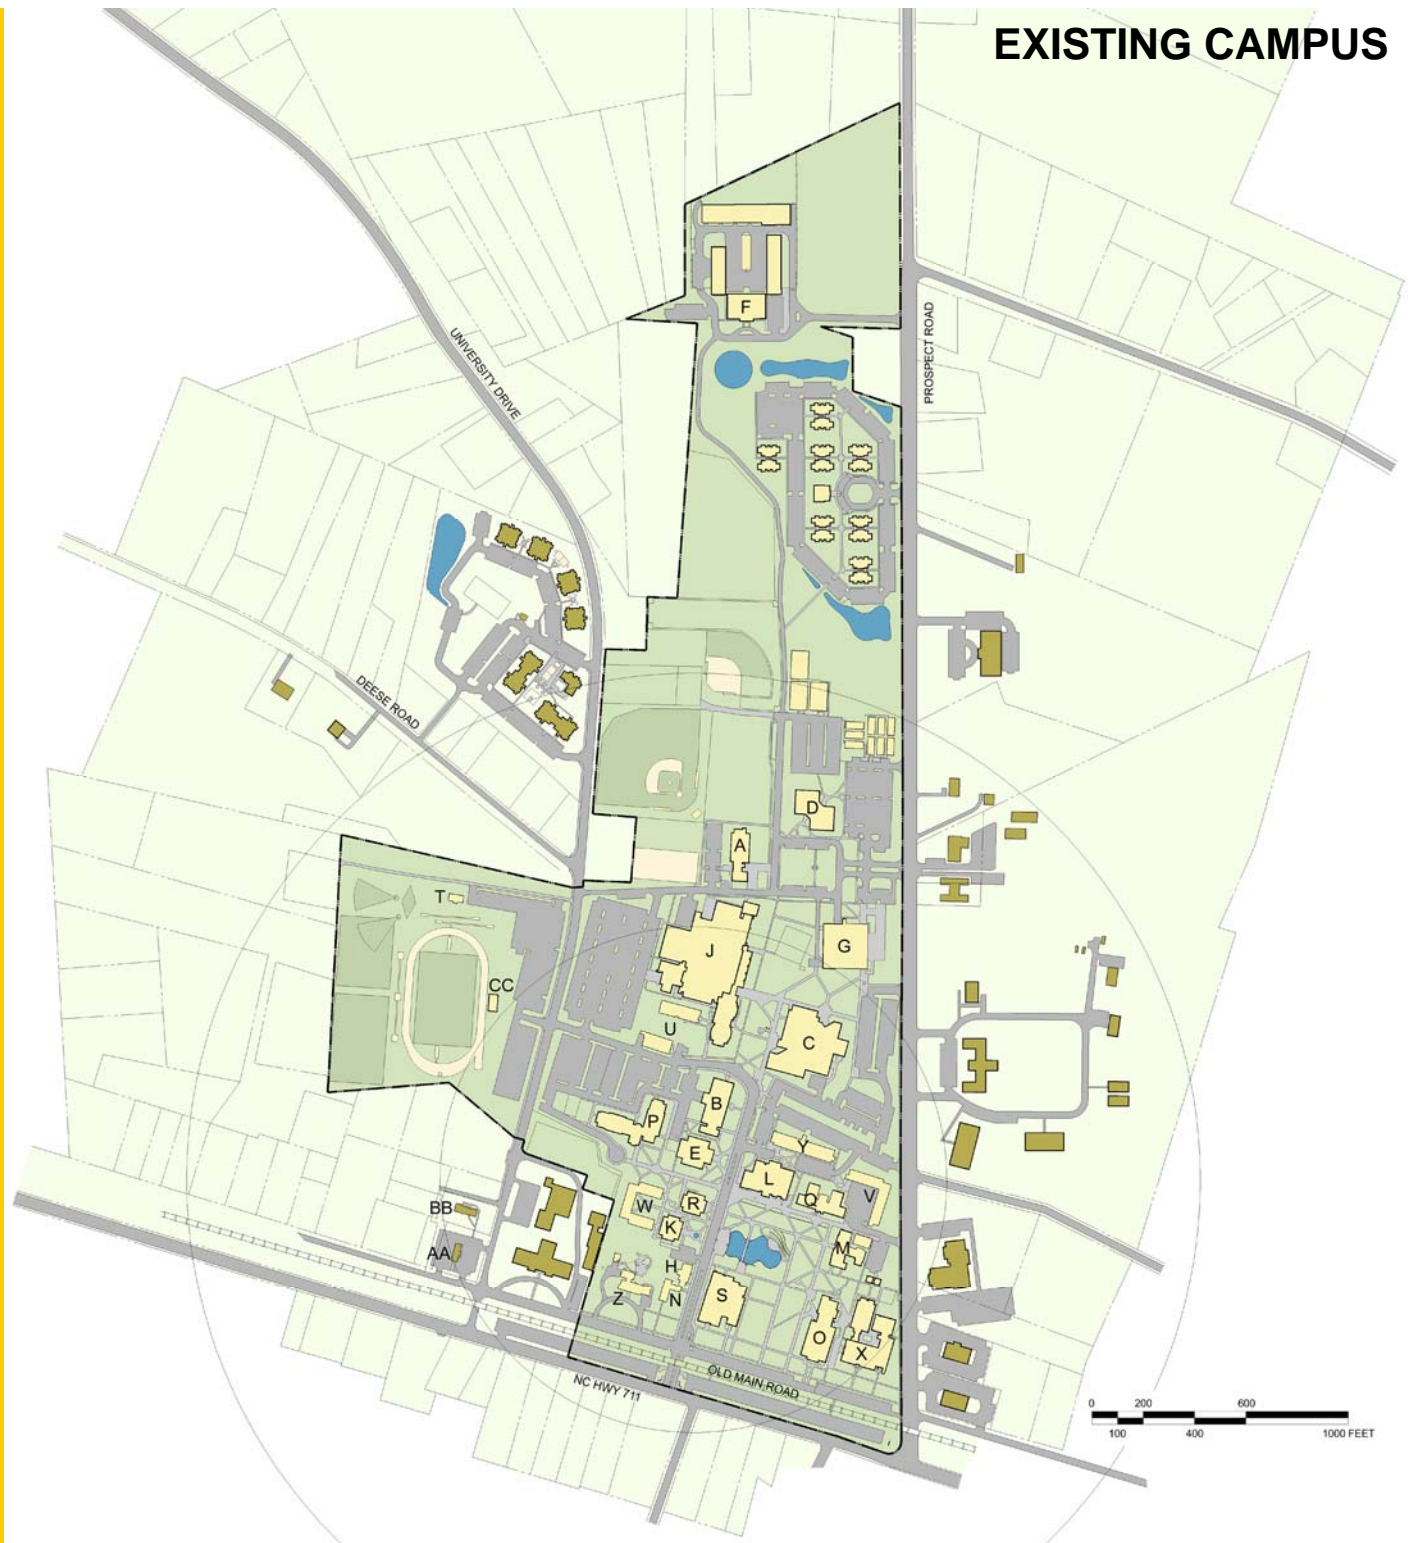 EXISTING CAMPUS
F
PROSPECT ROAD
UNIVERSITY DRIVE
DEESE ROAD
D
A
T
G
J
CC
U
C
B
P
Y
E
L
Q
V
W
R
BB
K
M
AA
H
Z
N
S
O
X
OLD MAIN ROAD
NC HWY 711
0 200 600
100 400 1000 FEET